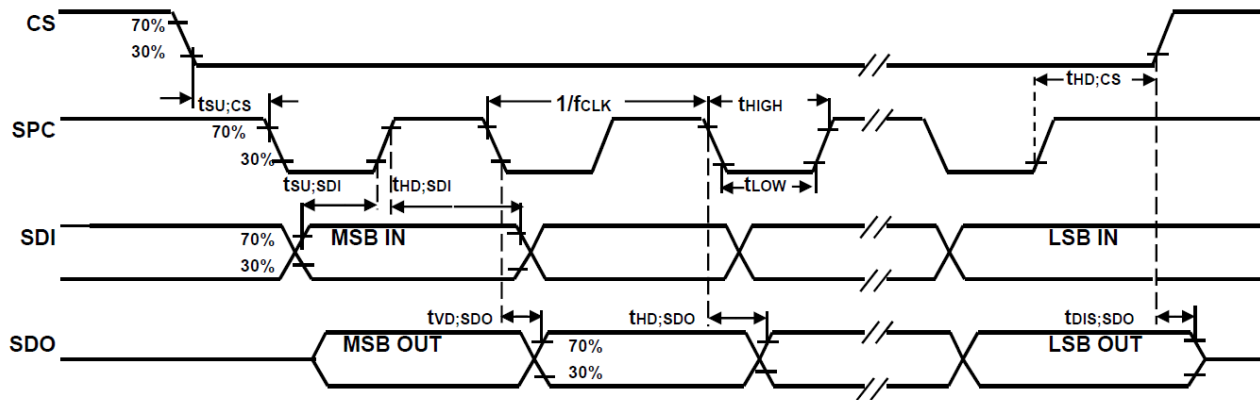 CS
70%
30%
tSU;CS
1/fCLK
tHIGH
tHD;CS
SPC
70%
30%
tSU;SDI
tHD;SDI
tLOW
SDI
70%
30%
MSB IN
LSB IN
tVD;SDO
tHD;SDO
tDIS;SDO
SDO
MSB OUT
70%
30%
LSB OUT